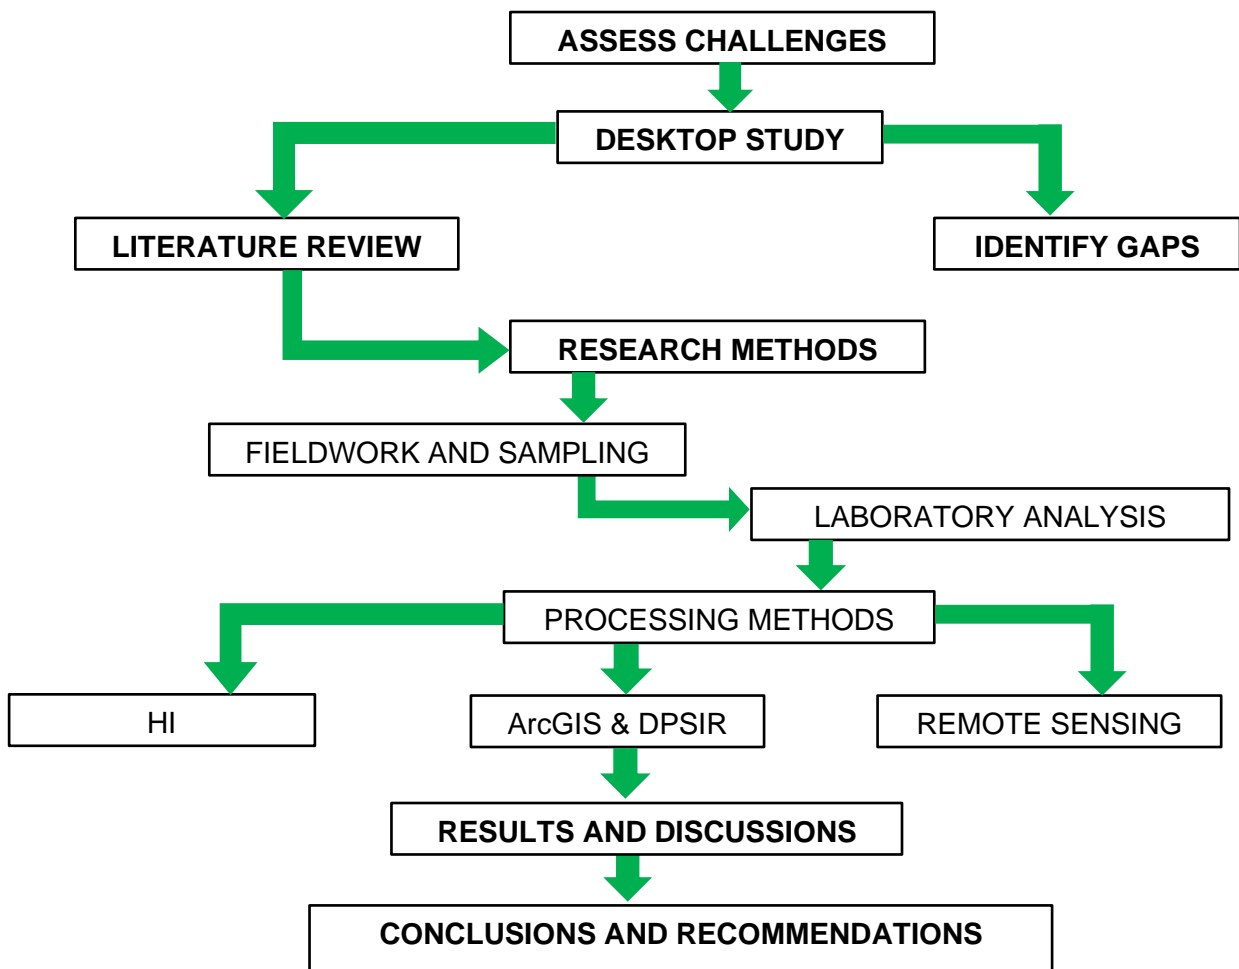 ASSESS CHALLENGES
DESKTOP STUDY
LITERATURE REVIEW
IDENTIFY GAPS
RESEARCH METHODS
FIELDWORK AND SAMPLING
LABORATORY ANALYSIS
PROCESSING METHODS
HI
ArcGIS & DPSIR
REMOTE SENSING
RESULTS AND DISCUSSIONS
CONCLUSIONS AND RECOMMENDATIONS